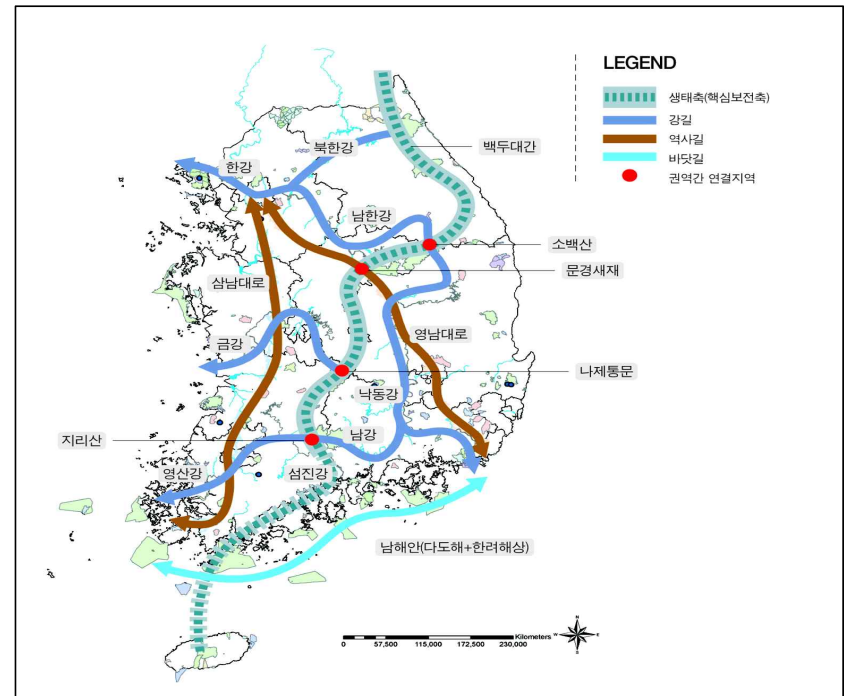 LEGEND
생태축(핵심보전축)
강길
역사길
바닷길
권역간 연결지역
백두대간
북한강
한강
남한강
소백산
문경새재
삼남대로
영남대로
금강
나제통문
낙동강
지리산
남강
영산강
섬진강
남해안(다도해+한려해상)
Kilometers
0 57,500 115,000 172,500 230,000
N
W E
S